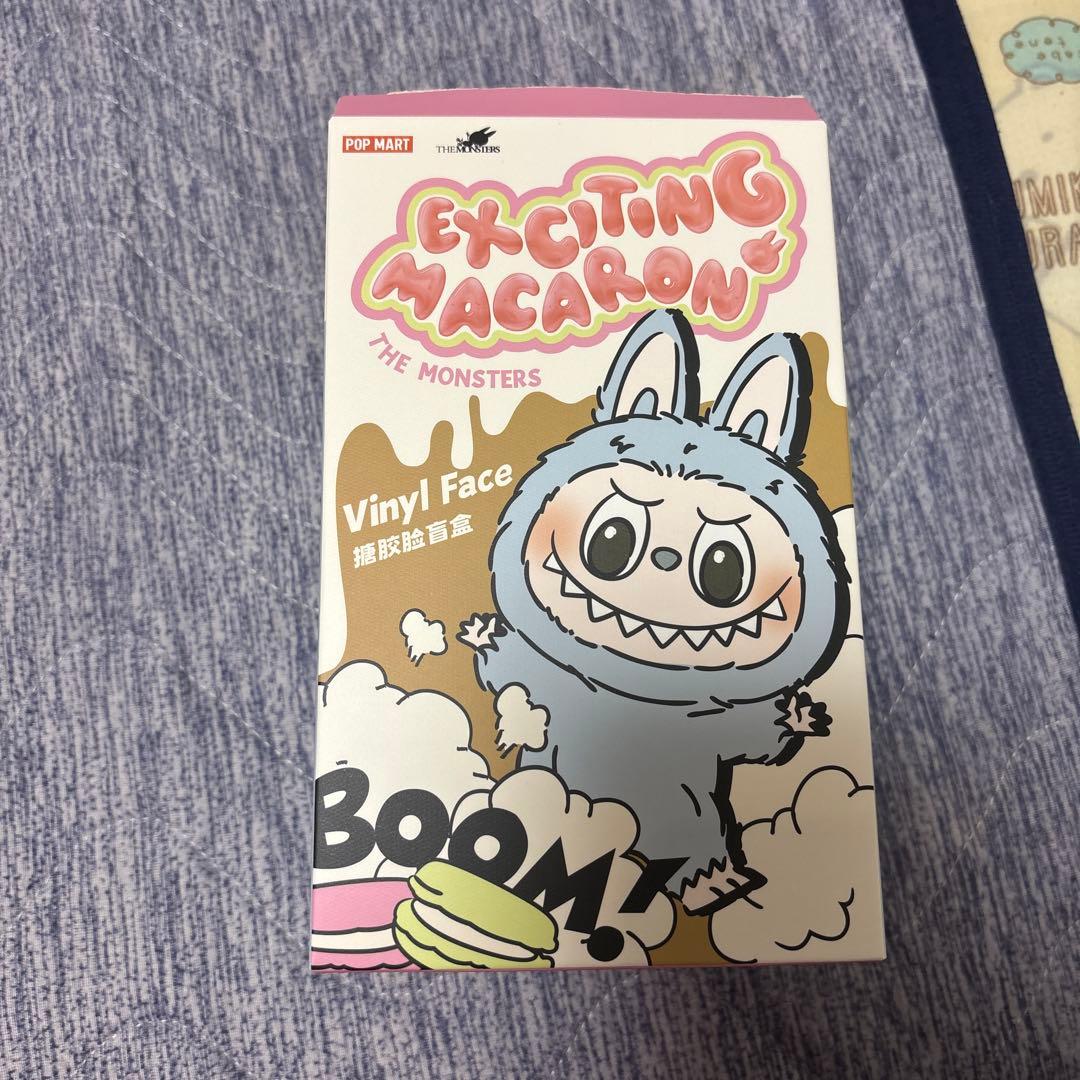 POP MART
THE MONSTERS
EXCITING
MACARON
THE MONSTERS
Vinyl Face
搪胶脸盲盒
BOOM!